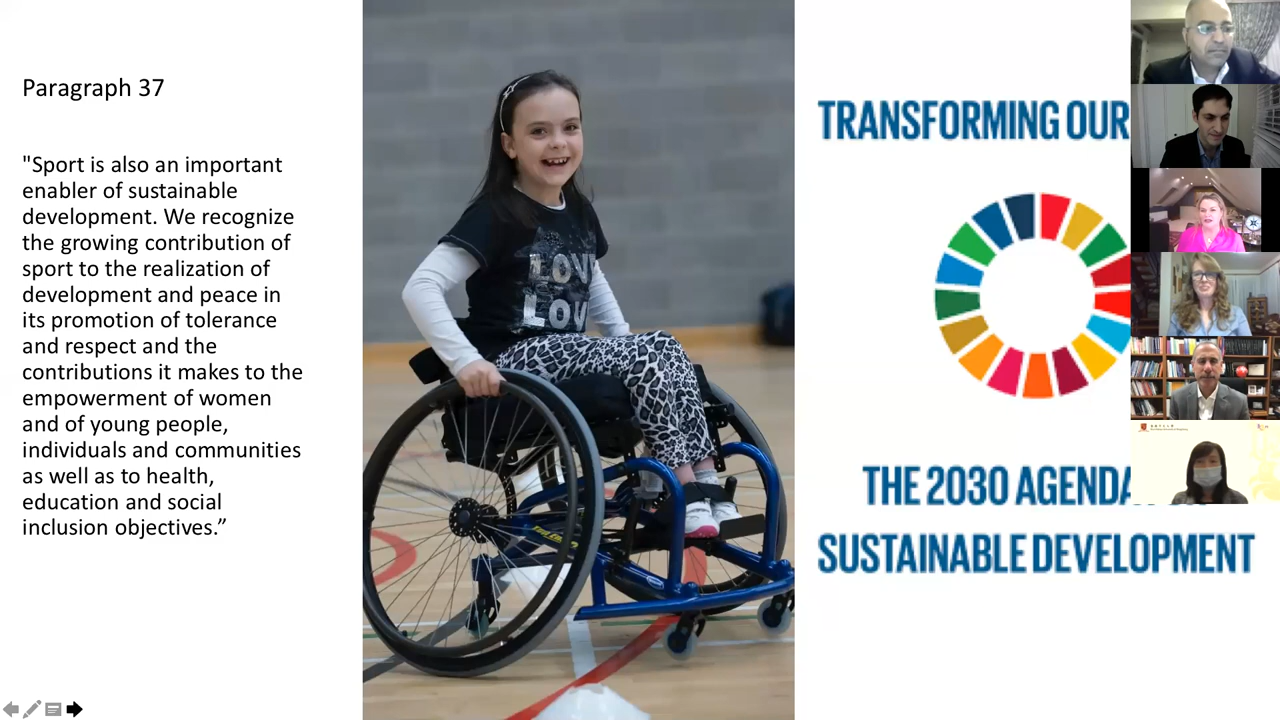 Paragraph 37
"Sport is also an important
enabler of sustainable
development. We recognize
the growing contribution of
sport to the realization of
development and peace in
its promotion of tolerance
and respect and the
contributions it makes to the
empowerment of women
and of young people,
individuals and communities
as well as to health,
education and social
inclusion objectives.”
LOVE
LOV
TRANSFORMING OUR
THE 2030 AGENDA
SUSTAINABLE DEVELOPMENT